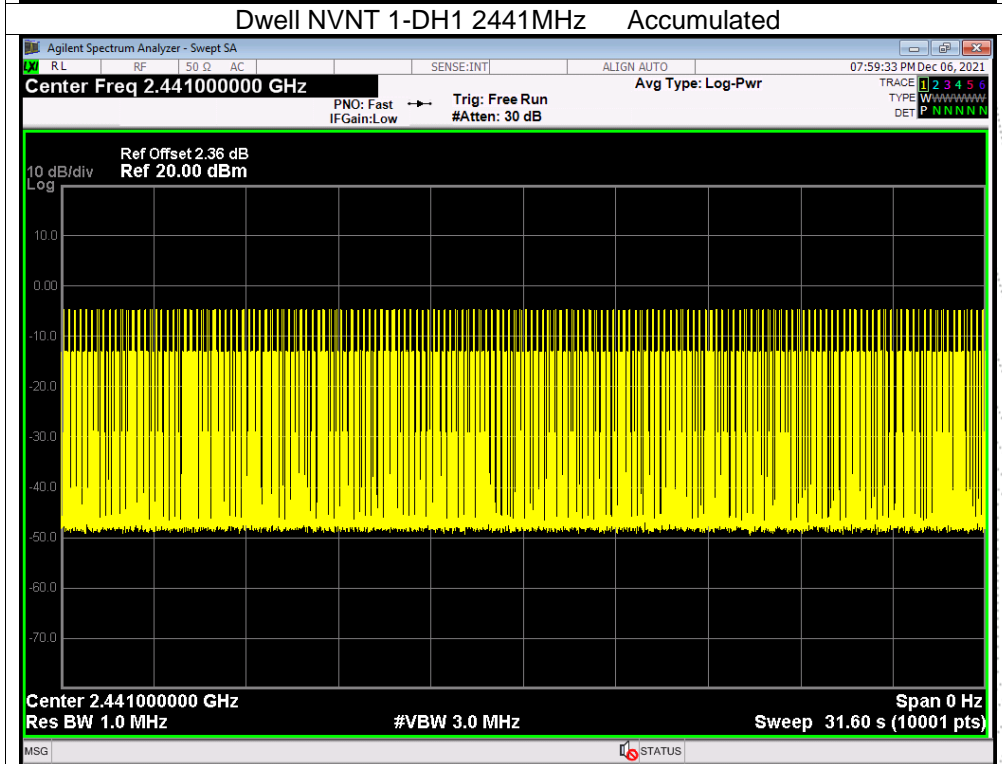 Dwell NVNT 1-DH1 2441MHz Accumulated
Agilent Spectrum Analyzer - Swept SA
LXI RL RF 50 Ω AC SENSE:INT ALIGN AUTO 07:59:33 PM Dec 06, 2021
Center Freq 2.441000000 GHz Avg Type: Log-Pwr TRACE 1 2 3 4 5 6
PNO: Fast Trig: Free Run TYPE WWWWWW
IFGain:Low #Atten: 30 dB DET P N N N N N
Ref Offset 2.36 dB
10 dB/div Ref 20.00 dBm
Log
10.0
0.00
-10.0
-20.0
-30.0
-40.0
-50.0
-60.0
-70.0
Center 2.441000000 GHz Span 0 Hz
Res BW 1.0 MHz #VBW 3.0 MHz Sweep 31.60 s (10001 pts)
MSG STATUS